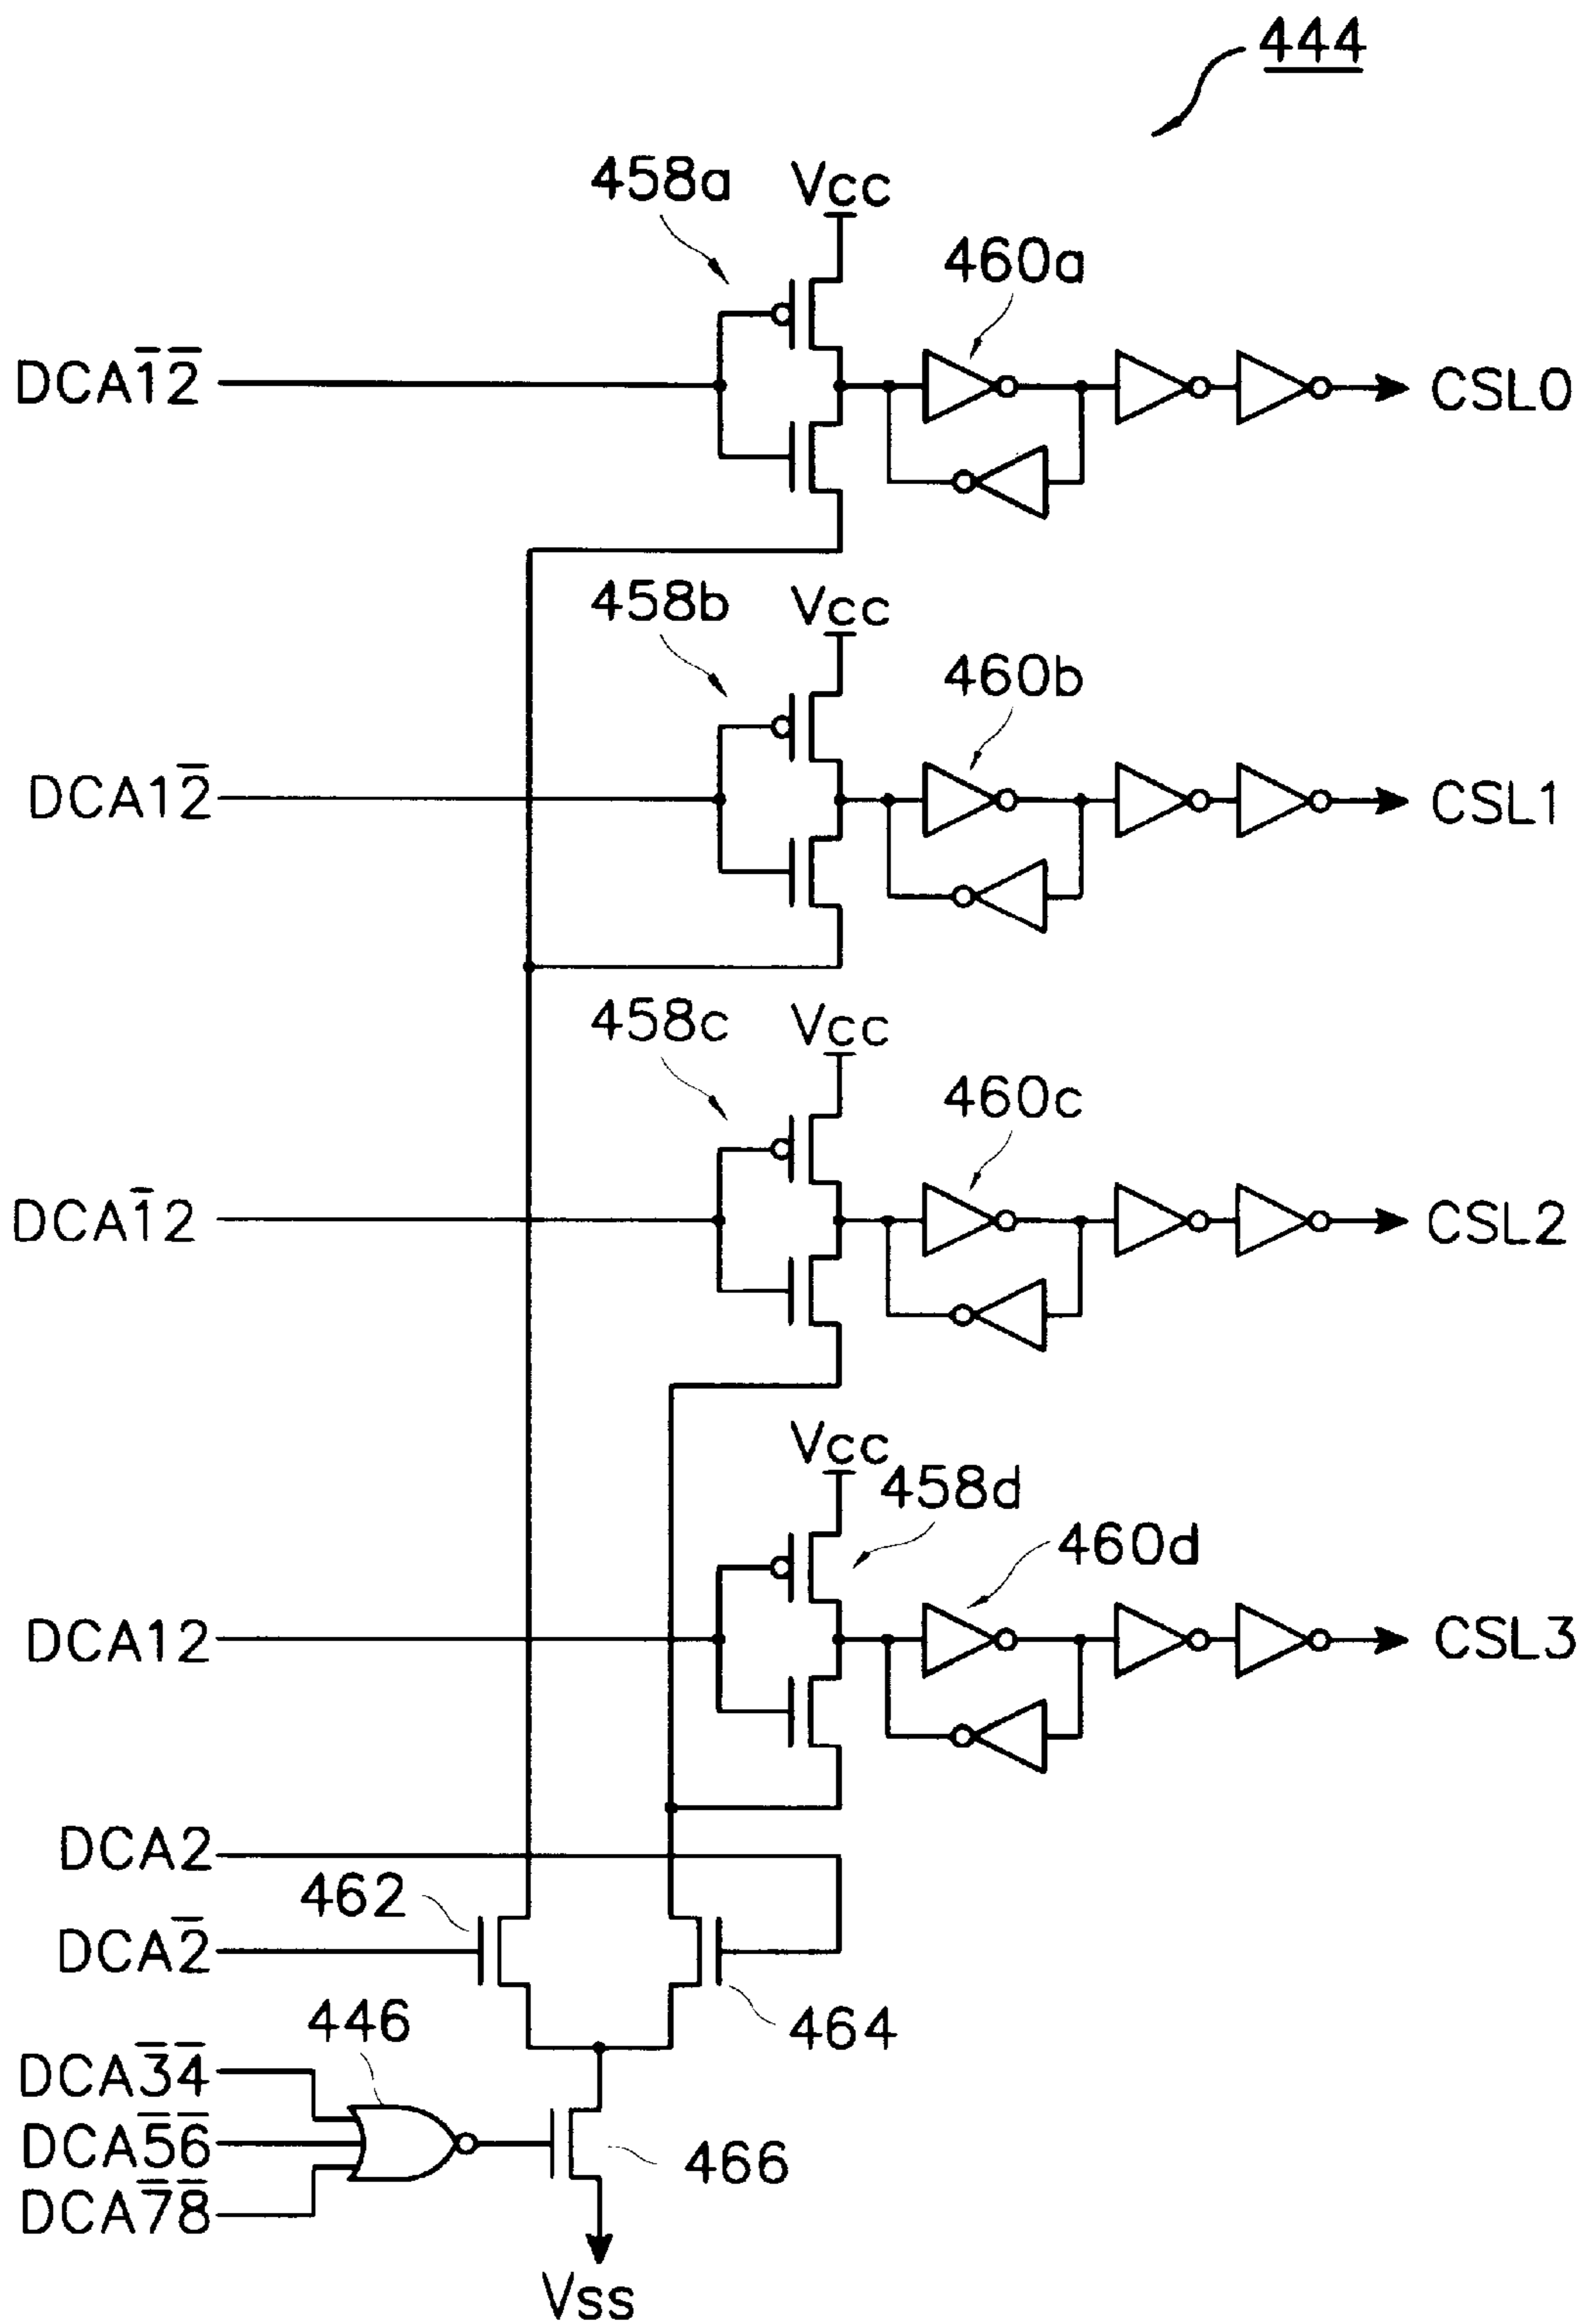 444
458a Vcc
460a
DCA1̅2̅ CSL0
458b Vcc
460b
DCA12̅ CSL1
458c Vcc
460c
DCA1̅2 CSL2
Vcc
458d
460d
DCA12 CSL3
DCA2
462
DCA2̅
464
446
DCA3̅4̅
DCA5̅6̅
466
DCA7̅8̅
Vss